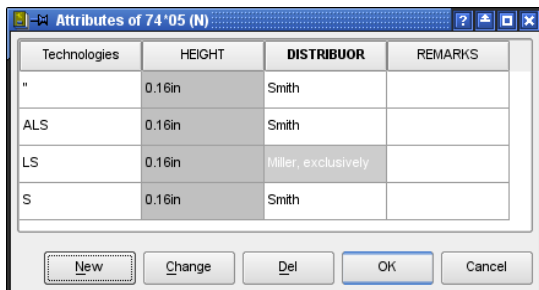 Attributes of 74*05 (N)
Technologies HEIGHT DISTRIBUOR REMARKS
" 0.16in Smith
ALS 0.16in Smith
LS 0.16in Miller, exclusively
S 0.16in Smith
New Change Del OK Cancel